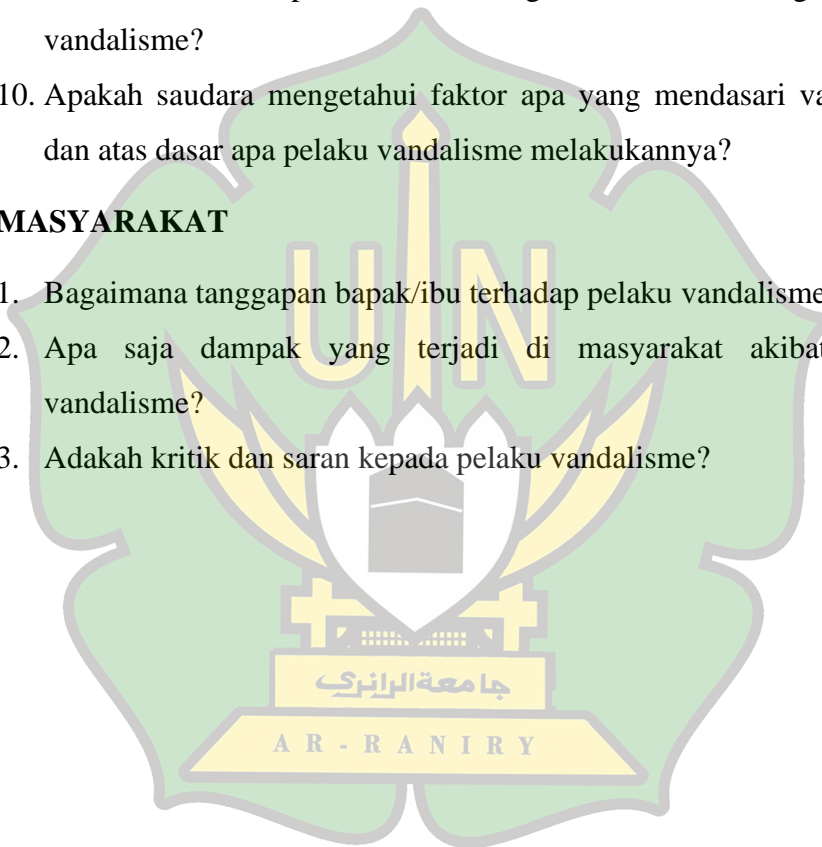 vandalisme?
10. Apakah saudara mengetahui faktor apa yang mendasari va
dan atas dasar apa pelaku vandalisme melakukannya?
MASYARAKAT
1. Bagaimana tanggapan bapak/ibu terhadap pelaku vandalisme
2. Apa saja dampak yang terjadi di masyarakat akibat
vandalisme?
3. Adakah kritik dan saran kepada pelaku vandalisme?
UIN
جامعةالرانري
AR-RANIRY